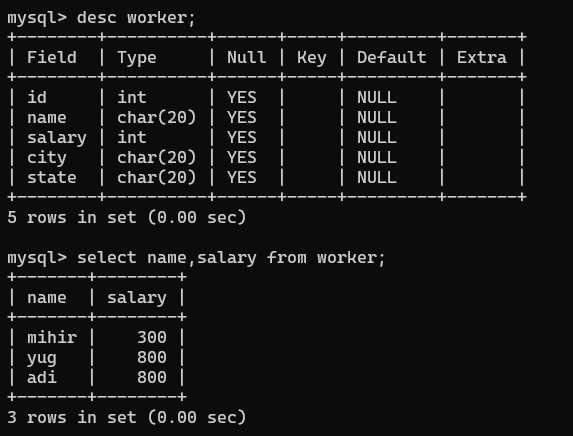 mysql> desc worker;
+--------+----------+------+-----+---------+-------+
| Field  | Type     | Null | Key | Default | Extra |
+--------+----------+------+-----+---------+-------+
| id     | int      | YES  |     | NULL    |       |
| name   | char(20) | YES  |     | NULL    |       |
| salary | int      | YES  |     | NULL    |       |
| city   | char(20) | YES  |     | NULL    |       |
| state  | char(20) | YES  |     | NULL    |       |
+--------+----------+------+-----+---------+-------+
5 rows in set (0.00 sec)

mysql> select name,salary from worker;
+-------+--------+
| name  | salary |
+-------+--------+
| mihir |    300 |
| yug   |    800 |
| adi   |    800 |
+-------+--------+
3 rows in set (0.00 sec)